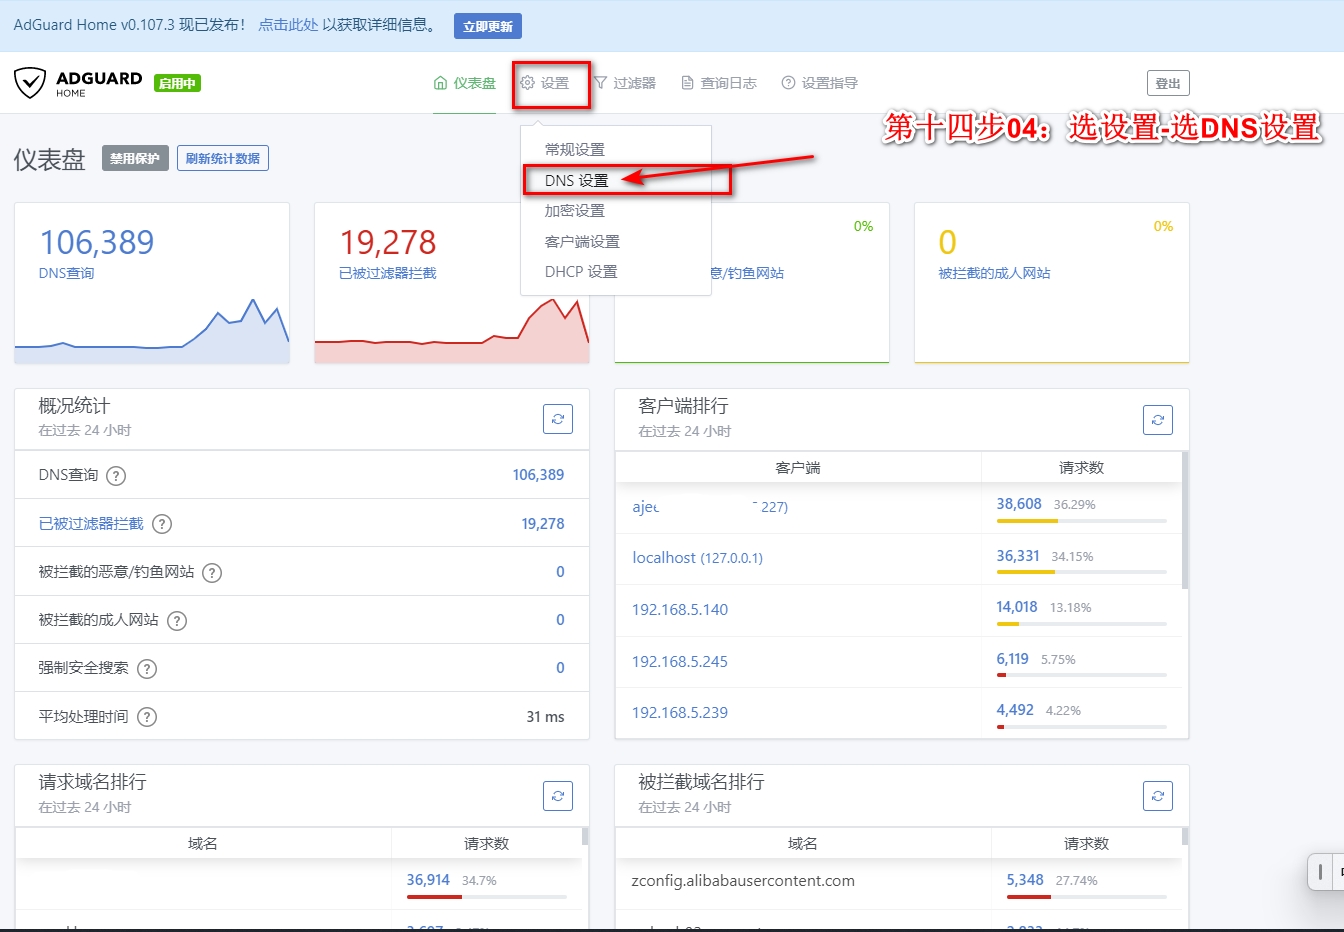 AdGuard Home v0.107.3 现已发布！ 点击此处 以获取详细信息。 立即更新
ADGUARD
HOME
启用中
仪表盘 设置 过滤器 查询日志 设置指导
登出
第十四步04：选设置-选DNS设置
仪表盘 禁用保护 刷新统计数据
常规设置
DNS 设置
加密设置
客户端设置
DHCP 设置
106,389
DNS查询
19,278
已被过滤器拦截
0%
意/钓鱼网站
0%
0
被拦截的成人网站
概况统计
在过去 24 小时
DNS查询 ? 106,389
已被过滤器拦截 ? 19,278
被拦截的恶意/钓鱼网站 ? 0
被拦截的成人网站 ? 0
强制安全搜索 ? 0
平均处理时间 ? 31 ms
客户端排行
在过去 24 小时
客户端 请求数
227) 38,608 36.29%
localhost (127.0.0.1) 36,331 34.15%
192.168.5.140 14,018 13.18%
192.168.5.245 6,119 5.75%
192.168.5.239 4,492 4.22%
请求域名排行
在过去 24 小时
域名 请求数
36,914 34.7%
被拦截域名排行
在过去 24 小时
域名 请求数
zconfig.alibabausercontent.com 5,348 27.74%